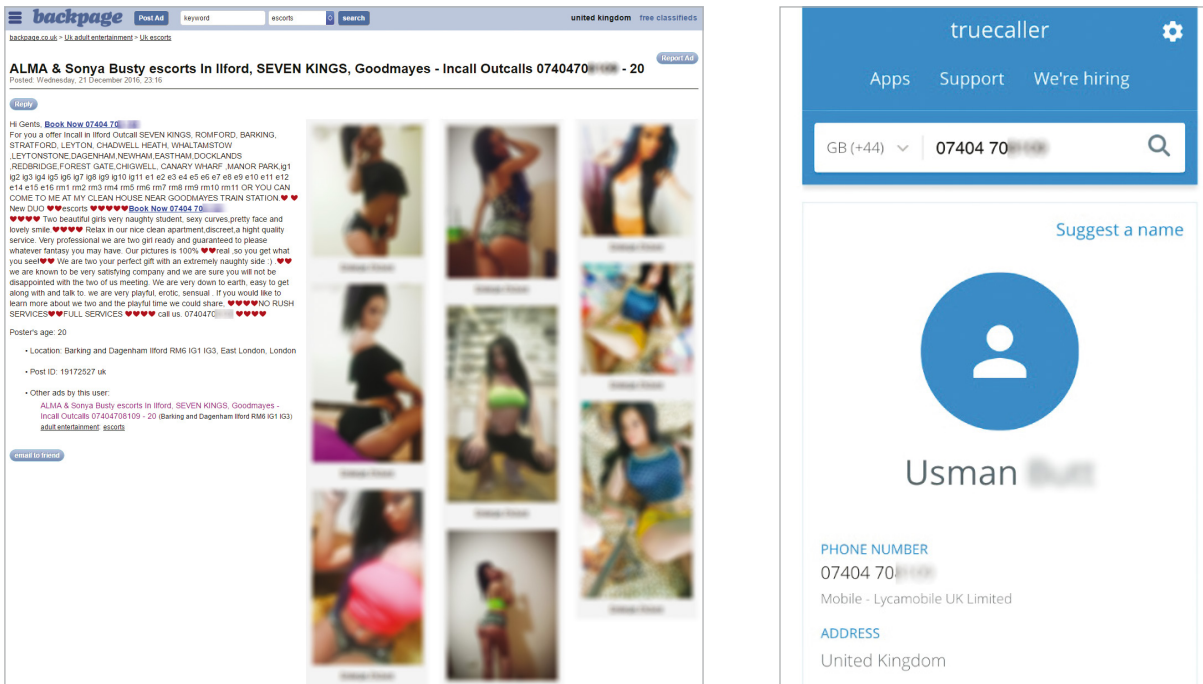 backpage
Post Ad
keyword
escorts
search
united kingdom free classifieds
backpage.co.uk > Uk adult entertainment > Uk escorts
Report Ad
ALMA & Sonya Busty escorts In Ilford, SEVEN KINGS, Goodmayes - Incall Outcalls 0740470 - 20
Posted: Wednesday, 21 December 2016, 23:16
Reply
Hi Gents, Book Now 07404 70
For you a offer Incall in Ilford Outcall SEVEN KINGS, ROMFORD, BARKING,
STRATFORD, LEYTON, CHADWELL HEATH, WHALTAMSTOW
,LEYTONSTONE,DAGENHAM,NEWHAM,EASTHAM,DOCKLANDS
,REDBRIDGE,FOREST GATE,CHIGWELL, CANARY WHARF ,MANOR PARK,ig1
ig2 ig3 ig4 ig5 ig6 ig7 ig8 ig9 ig10 ig11 e1 e2 e3 e4 e5 e6 e7 e8 e9 e10 e11 e12
e14 e15 e16 rm1 rm2 rm3 rm4 rm5 rm6 rm7 rm8 rm9 rm10 rm11 OR YOU CAN
COME TO ME AT MY CLEAN HOUSE NEAR GOODMAYES TRAIN STATION.♥ ♥
New DUO ♥♥escorts ♥♥♥♥♥Book Now 07404 70
♥♥♥♥ Two beautiful girls very naughty student, sexy curves,pretty face and
lovely smile.♥♥♥♥ Relax in our nice clean apartment,discreet,a hight quality
service. Very professional we are two girl ready and guaranteed to please
whatever fantasy you may have. Our pictures is 100% ♥♥real ,so you get what
you see!♥♥ We are two your perfect gift with an extremely naughty side :) .♥♥
we are known to be very satisfying company and we are sure you will not be
disappointed with the two of us meeting. We are very down to earth, easy to get
along with and talk to. we are very playful, erotic, sensual . If you would like to
learn more about we two and the playful time we could share, ♥♥♥♥NO RUSH
SERVICES♥♥FULL SERVICES ♥♥♥♥ call us. 0740470 ♥♥♥♥
Poster's age: 20
• Location: Barking and Dagenham Ilford RM6 IG1 IG3, East London, London
• Post ID: 19172527 uk
• Other ads by this user:
ALMA & Sonya Busty escorts In Ilford, SEVEN KINGS, Goodmayes -
Incall Outcalls 07404708109 - 20 (Barking and Dagenham Ilford RM6 IG1 IG3)
adult entertainment: escorts
email to friend
truecaller
Apps Support We're hiring
GB (+44) 07404 70
Suggest a name
Usman
PHONE NUMBER
07404 70
Mobile - Lycamobile UK Limited
ADDRESS
United Kingdom